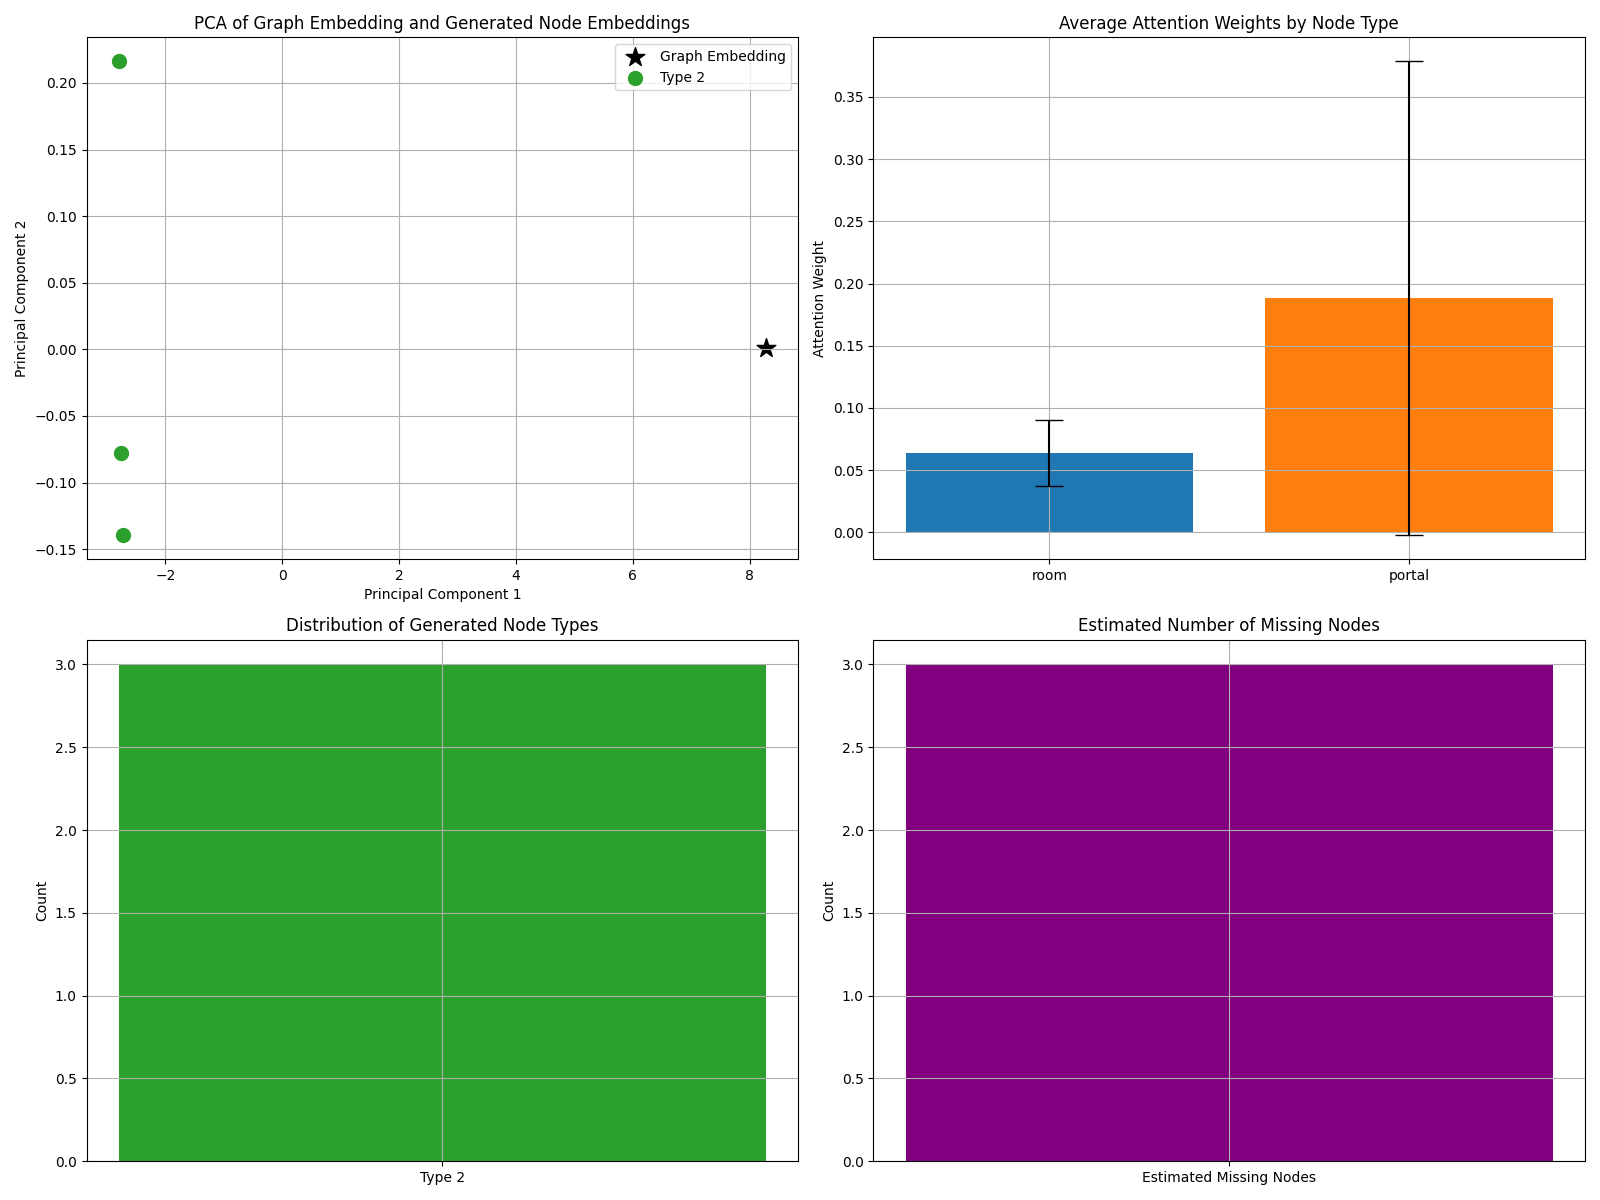 PCA of Graph Embedding and Generated Node Embeddings
Graph Embedding
Type 2
Principal Component 2
0.20
0.15
0.10
0.05
0.00
−0.05
−0.10
−0.15
−2
0
2
4
6
8
Principal Component 1
Average Attention Weights by Node Type
Attention Weight
0.35
0.30
0.25
0.20
0.15
0.10
0.05
0.00
room
portal
Distribution of Generated Node Types
Count
3.0
2.5
2.0
1.5
1.0
0.5
0.0
Type 2
Estimated Number of Missing Nodes
Count
3.0
2.5
2.0
1.5
1.0
0.5
0.0
Estimated Missing Nodes